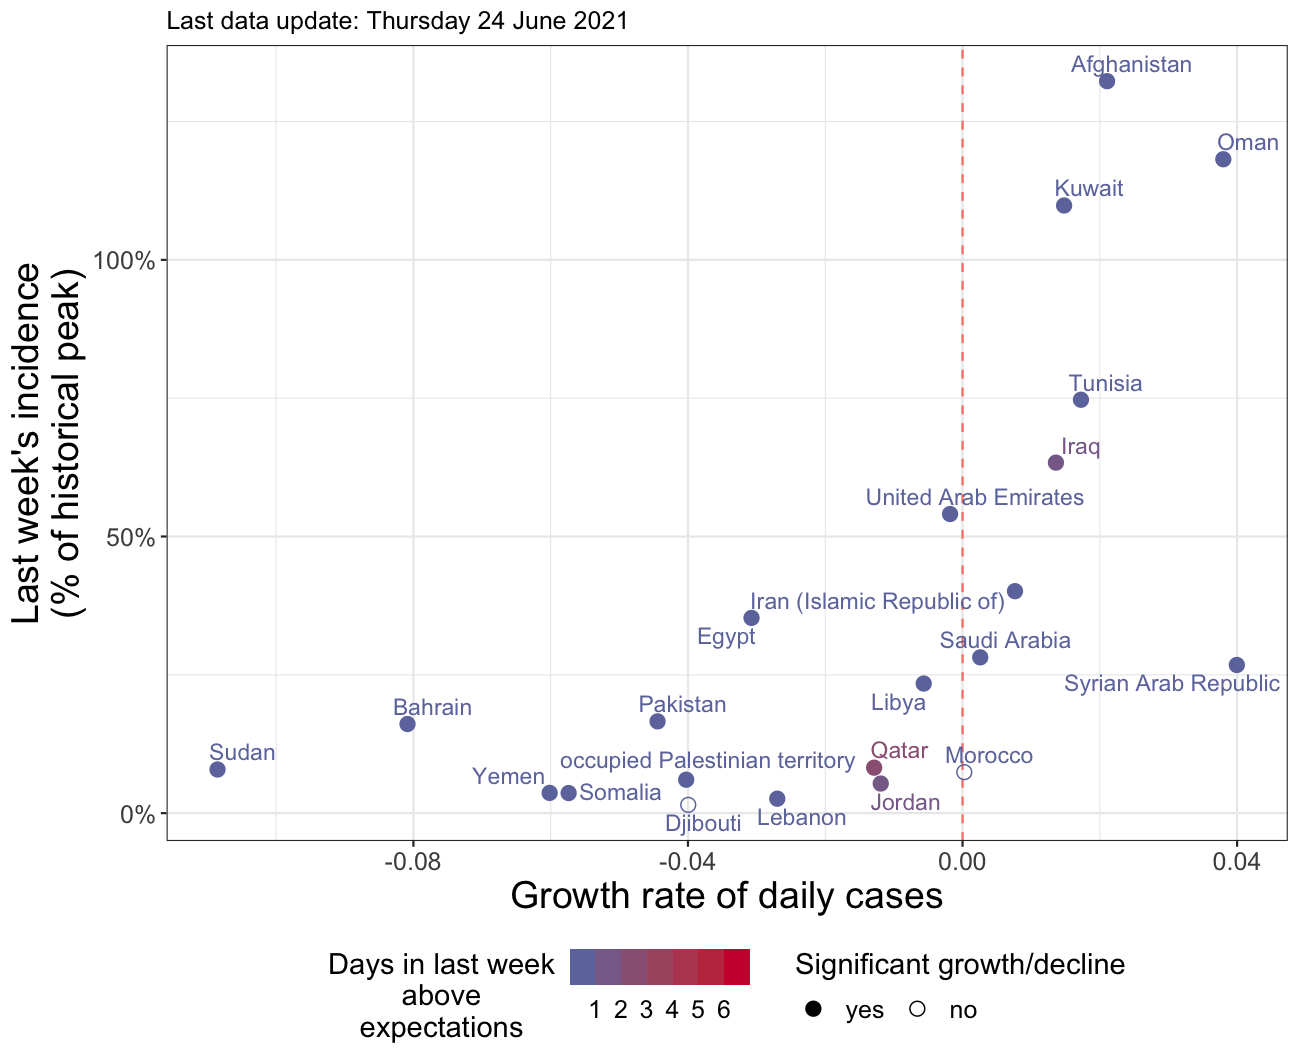 Last data update: Thursday 24 June 2021
Last week's incidence
(% of historical peak)
100%
50%
0%
Afghanistan
Oman
Kuwait
Tunisia
Iraq
United Arab Emirates
Iran (Islamic Republic of)
Egypt
Saudi Arabia
Syrian Arab Republic
Libya
Bahrain
Pakistan
Sudan
Qatar
Morocco
occupied Palestinian territory
Yemen
Somalia
Jordan
Djibouti
Lebanon
-0.08
-0.04
0.00
0.04
Growth rate of daily cases
Days in last week
above
expectations
1 2 3 4 5 6
Significant growth/decline
yes
no